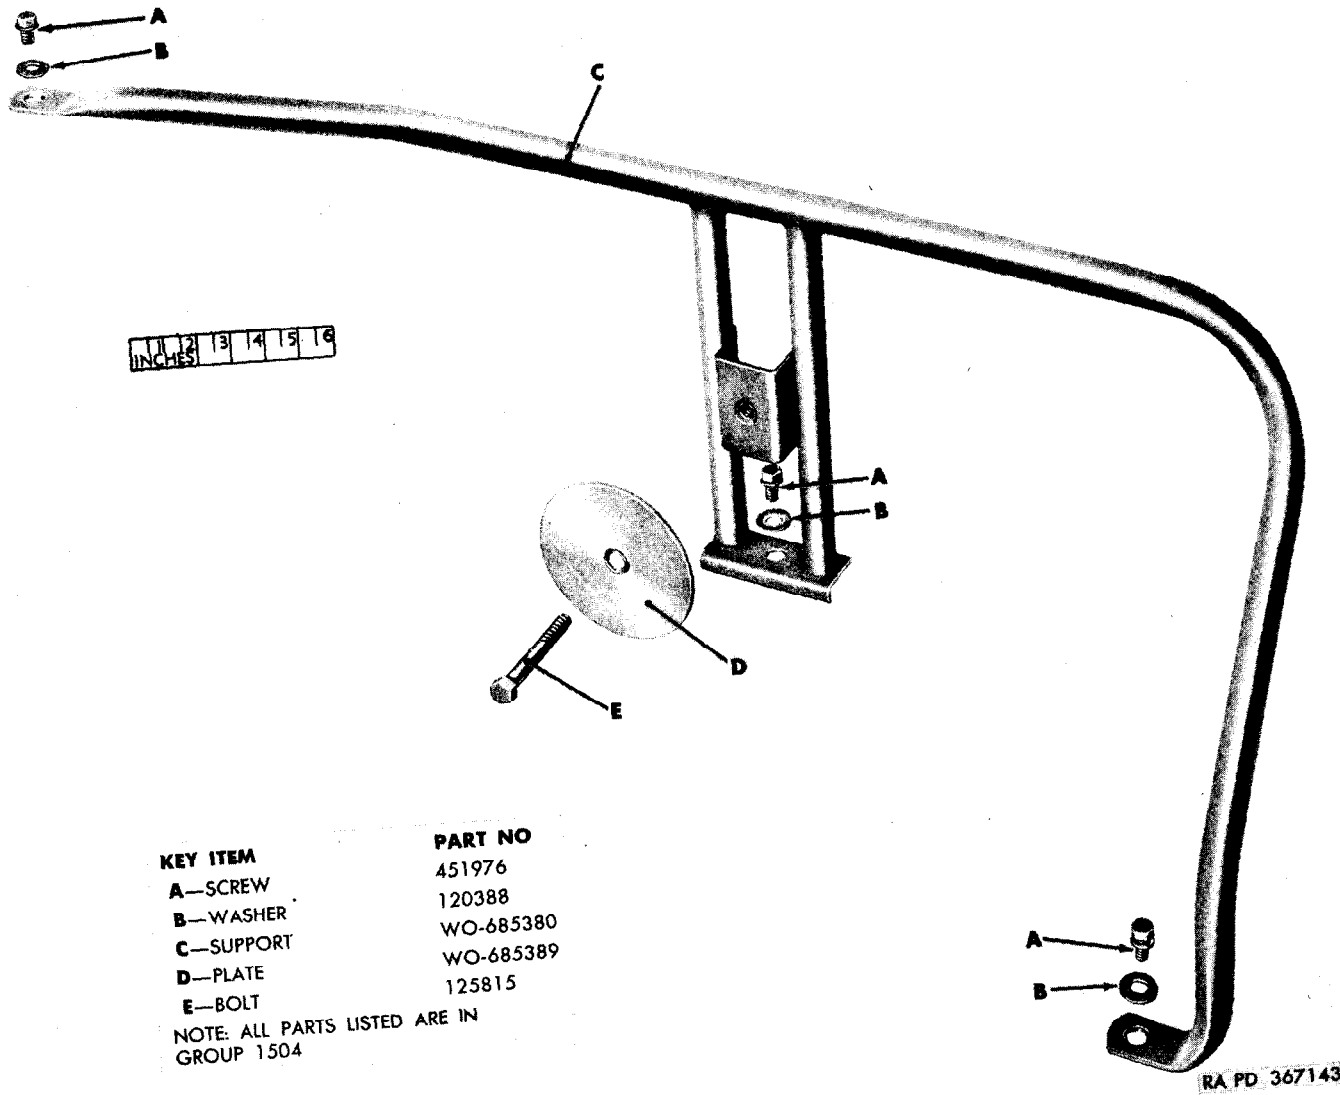 A
B
C
1 2 3 4 5 6
INCHES
A
B
D
E
KEY ITEM PART NO
A—SCREW 451976
B—WASHER 120388
C—SUPPORT WO-685380
D—PLATE WO-685389
E—BOLT 125815
NOTE: ALL PARTS LISTED ARE IN
GROUP 1504
A
B
RA PD 367143